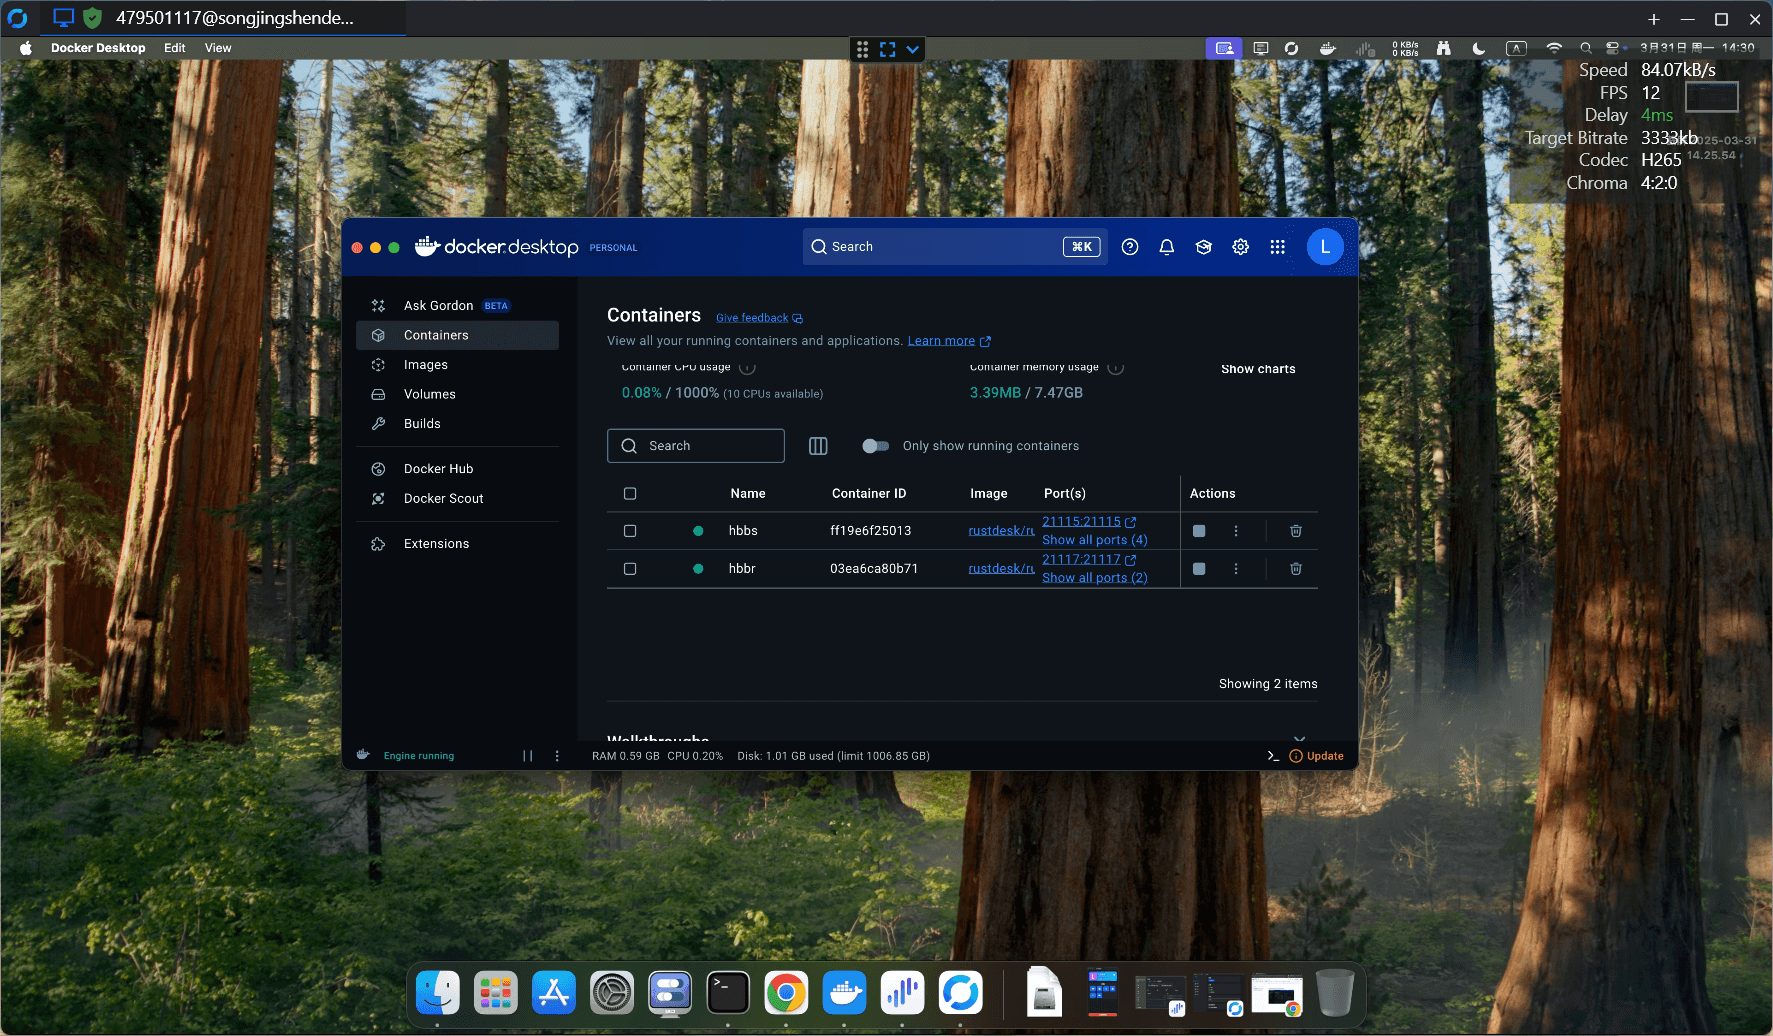 479501117@songjingshende...
Docker Desktop Edit View
0 KB/s
0 KB/s
A
3月31日 周一 14:30
Speed 84.07kB/s
FPS 12
Delay 4ms
Target Bitrate 3333kb
Codec H265
Chroma 4:2:0
2025-03-31
14.25.54
docker.desktop PERSONAL
Search ⌘K
L
Ask Gordon BETA
Containers
Images
Volumes
Builds
Docker Hub
Docker Scout
Extensions
Containers Give feedback
View all your running containers and applications. Learn more
Container CPU usage
0.08% / 1000% (10 CPUs available)
Container memory usage
3.39MB / 7.47GB
Show charts
Search
Only show running containers
Name Container ID Image Port(s) Actions
hbbs ff19e6f25013 rustdesk/ru 21115:21115
Show all ports (4)
hbbr 03ea6ca80b71 rustdesk/ru 21117:21117
Show all ports (2)
Showing 2 items
Walkthroughs
Engine running
RAM 0.59 GB CPU 0.20% Disk: 1.01 GB used (limit 1006.85 GB)
>_ Update